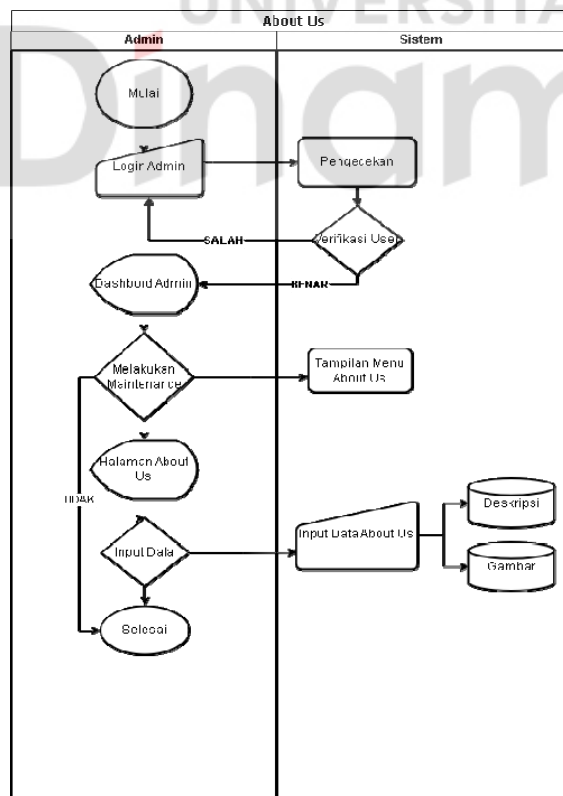 UNIVERSITA
Dinam
About Us
Admin
Sistem
Mulai
Login Admin
Pengecekan
Verifikasi User
SALAH
BENAR
Dashbord Admin
Melakukan
Maintenance
Tampilan Menu
About Us
Halaman About
Us
TIDAK
Input Data
Input Data About Us
Deskripsi
Gambar
Selesai